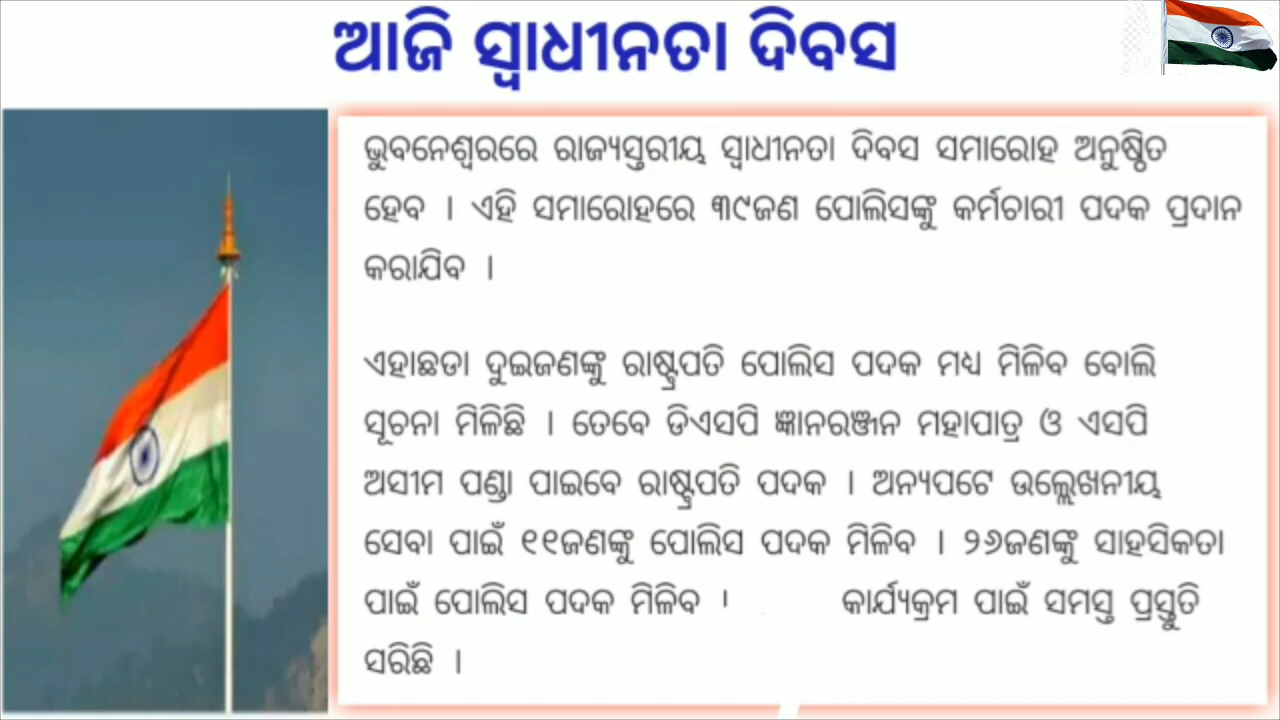 ଆଜି ସ୍ୱାଧୀନତା ଦିବସ
ଭୁବନେଶ୍ୱରରେ ରାଜ୍ୟସ୍ତରୀୟ ସ୍ୱାଧୀନତା ଦିବସ ସମାରୋହ ଅନୁଷ୍ଠିତ
ହେବ । ଏହି ସମାରୋହରେ ୩୯ଜଣ ପୋଲିସଙ୍କୁ କର୍ମଚାରୀ ପଦକ ପ୍ରଦାନ
କରାଯିବ ।
ଏହାଛଡା ଦୁଇଜଣଙ୍କୁ ରାଷ୍ଟ୍ରପତି ପୋଲିସ ପଦକ ମଧ୍ୟ ମିଳିବ ବୋଲି
ସୂଚନା ମିଳିଛି । ତେବେ ଡିଏସପି ଜ୍ଞାନରଞ୍ଜନ ମହାପାତ୍ର ଓ ଏସପି
ଅସୀମ ପଣ୍ଡା ପାଇବେ ରାଷ୍ଟ୍ରପତି ପଦକ । ଅନ୍ୟପଟେ ଉଲ୍ଲେଖନୀୟ
ସେବା ପାଇଁ ୧୧ଜଣଙ୍କୁ ପୋଲିସ ପଦକ ମିଳିବ । ୨୬ଜଣଙ୍କୁ ସାହସିକତା
ପାଇଁ ପୋଲିସ ପଦକ ମିଳିବ । କାର୍ଯ୍ୟକ୍ରମ ପାଇଁ ସମସ୍ତ ପ୍ରସ୍ତୁତି
ସରିଛି ।